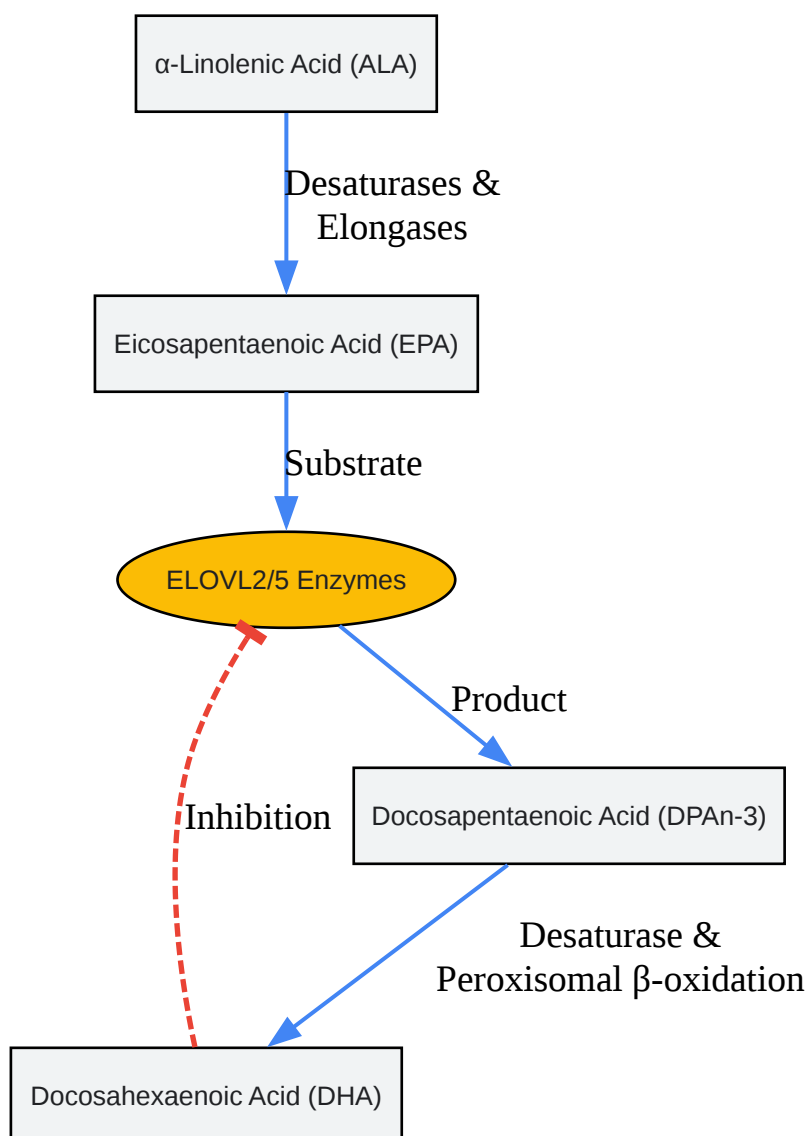 α-Linolenic Acid (ALA)
Desaturases &
Elongases
Eicosapentaenoic Acid (EPA)
Substrate
ELOVL2/5 Enzymes
Product
Docosapentaenoic Acid (DPAn-3)
Inhibition
Desaturase &
Peroxisomal β-oxidation
Docosahexaenoic Acid (DHA)